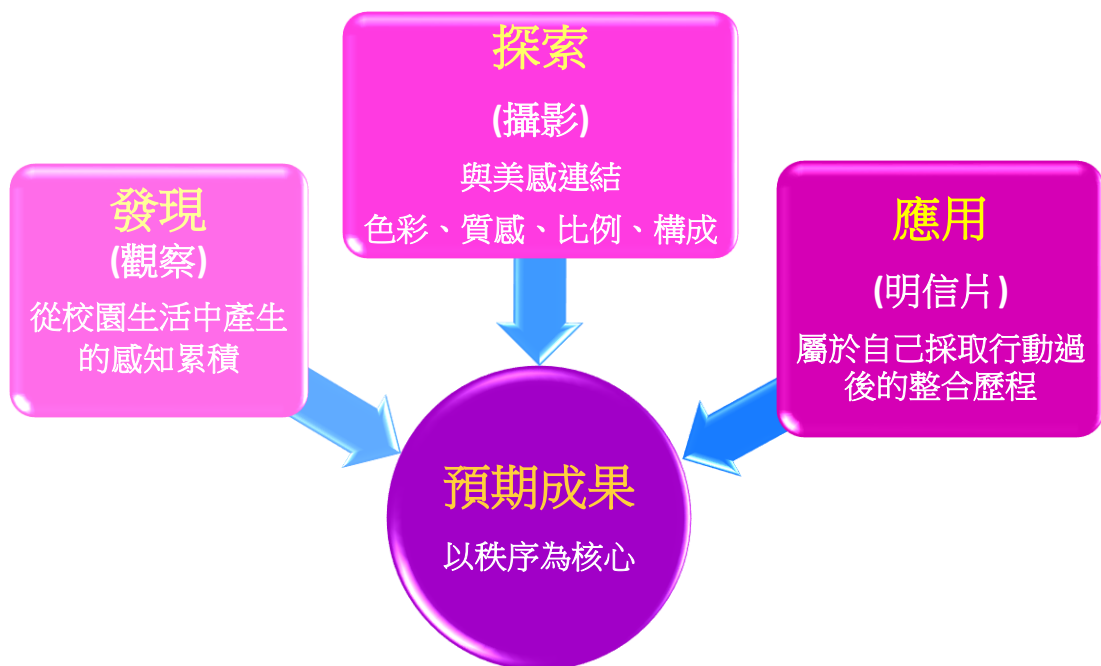 發現
(觀察)
從校園生活中產生
的感知累積
探索
(攝影)
與美感連結
色彩、質感、比例、構成
應用
(明信片)
屬於自己採取行動過
後的整合歷程
預期成果
以秩序為核心